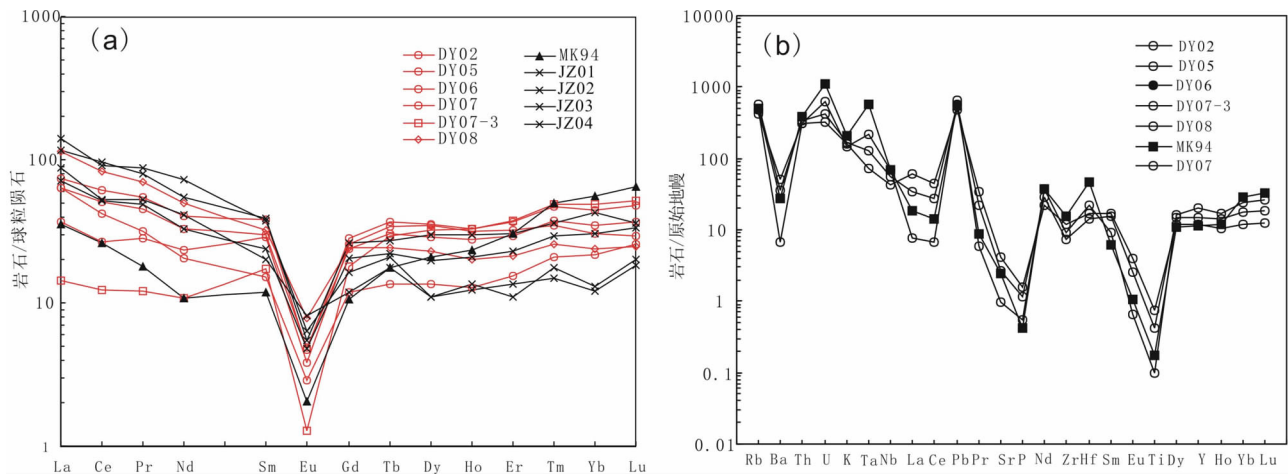 (a)
岩石/球粒陨石
1000
100
10
1
DY02
DY05
DY06
DY07
DY07-3
DY08
MK94
JZ01
JZ02
JZ03
JZ04
La Ce Pr Nd Sm Eu Gd Tb Dy Ho Er Tm Yb Lu
(b)
岩石/原始地幔
10000
1000
100
10
1
0.1
0.01
DY02
DY05
DY06
DY07-3
DY08
MK94
DY07
Rb Ba Th U K Ta Nb La Ce Pb Pr Sr P Nd Zr Hf Sm Eu Ti Dy Y Ho Yb Lu